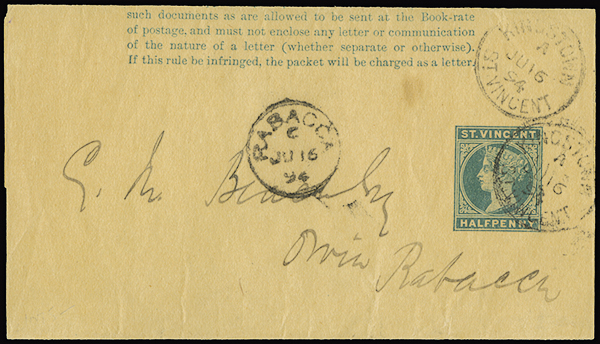 such documents as are allowed to be sent at the Book-rate
of postage, and must not enclose any letter or communication
of the nature of a letter (whether separate or otherwise).
If this rule be infringed, the packet will be charged as a letter.
KINGSTOWN
A
JU 16
94
ST VINCENT
RABACCA
C
JU 16
94
ST. VINCENT
HALFPENNY
KINGSTOWN
A
16
G. M.
Rabacca